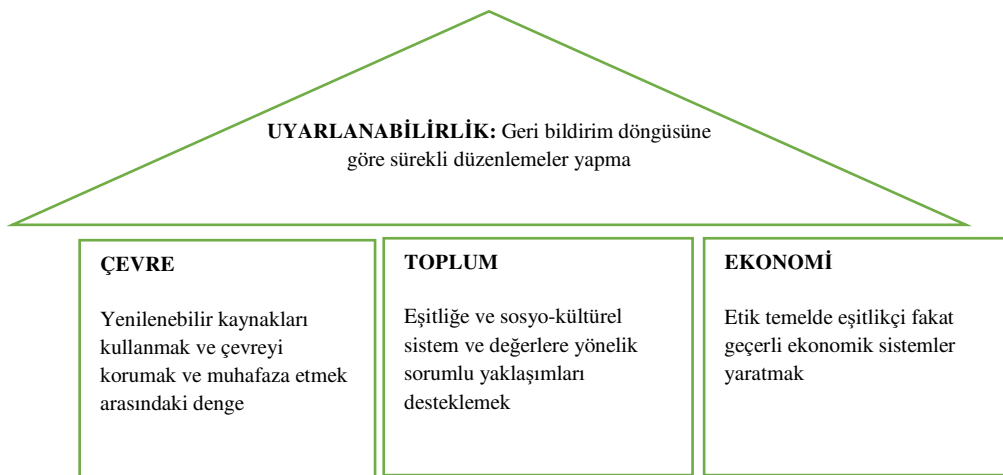 UYARLANABİLİRLİK: Geri bildirim döngüsüne
göre sürekli düzenlemeler yapma
ÇEVRE
Yenilenebilir kaynakları
kullanmak ve çevreyi
korumak ve muhafaza etmek
arasındaki denge
TOPLUM
Eşitliğe ve sosyo-kültürel
sistem ve değerlere yönelik
sorumlu yaklaşımları
desteklemek
EKONOMİ
Etik temelde eşitlikçi fakat
geçerli ekonomik sistemler
yaratmak